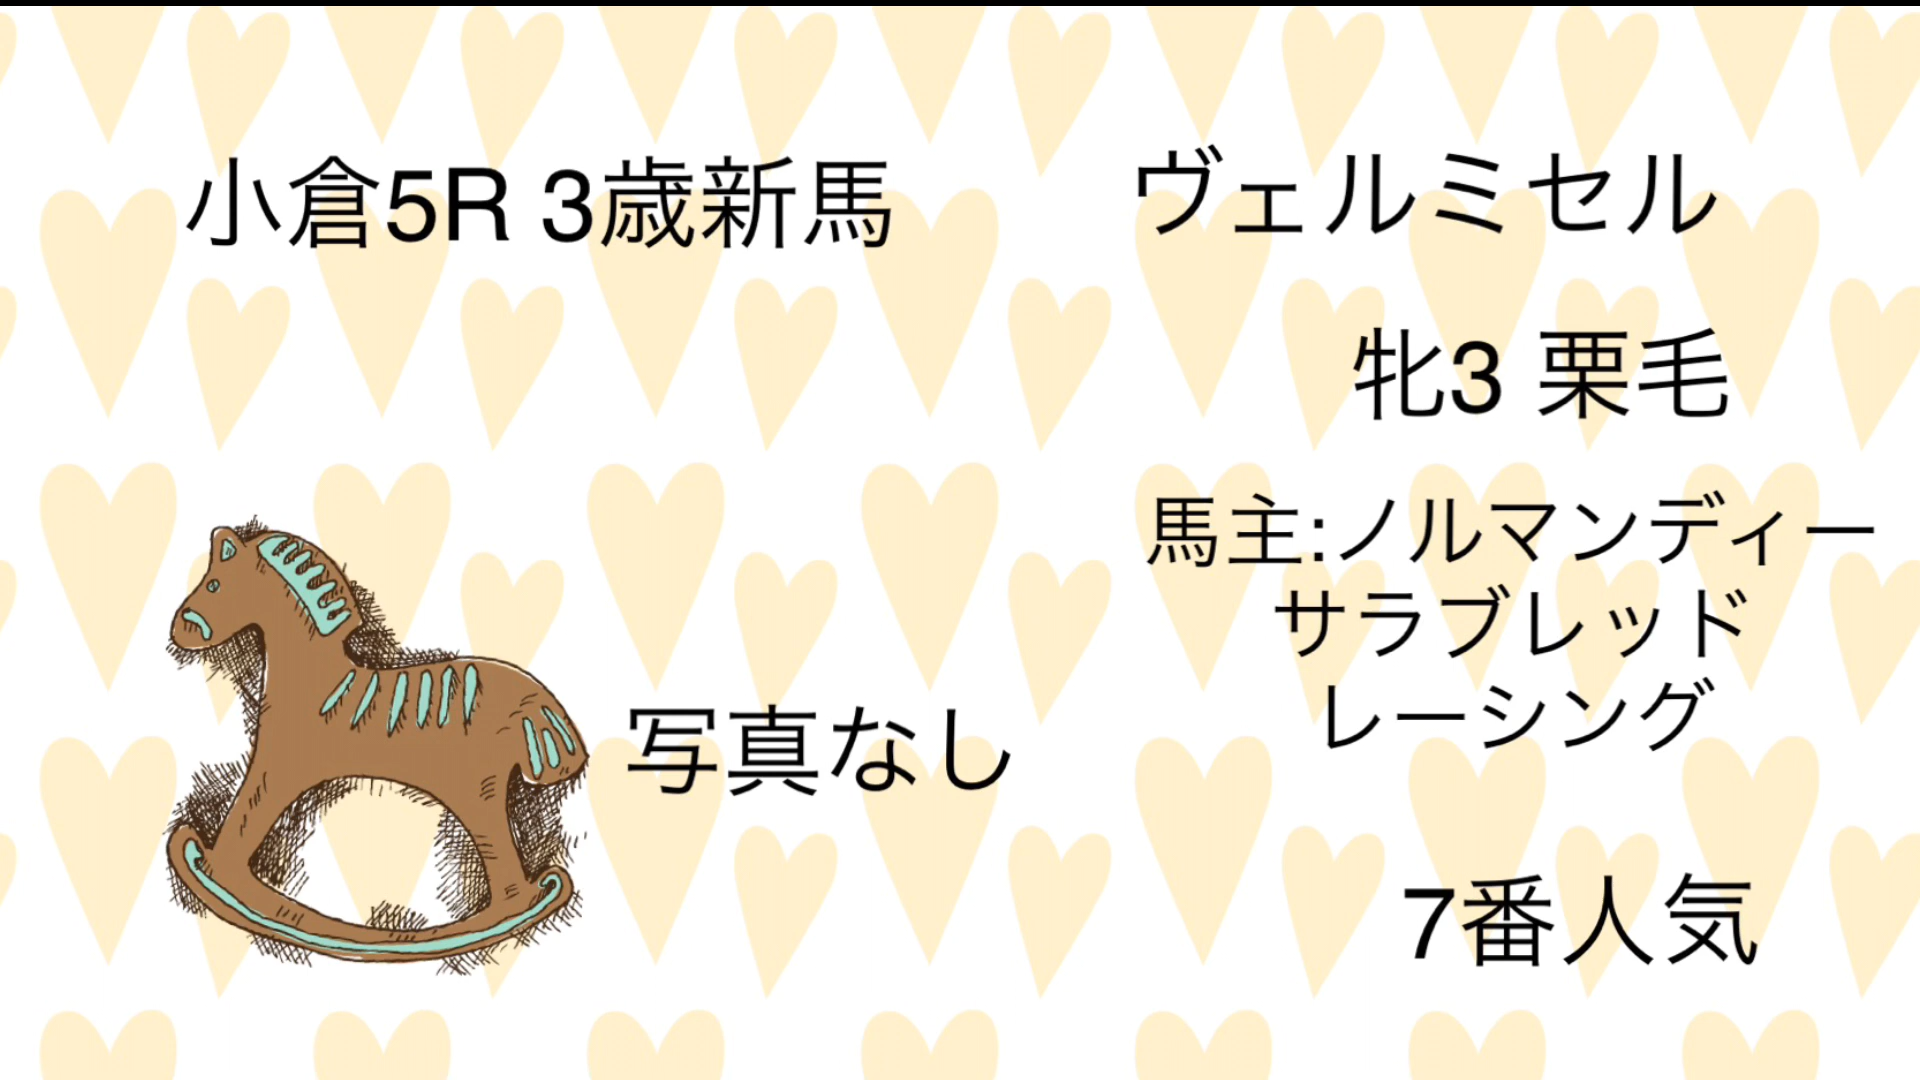 小倉5R 3歳新馬
ヴェルミセル
牝3 栗毛
馬主:ノルマンディー
サラブレッド
レーシング
写真なし
7番人気